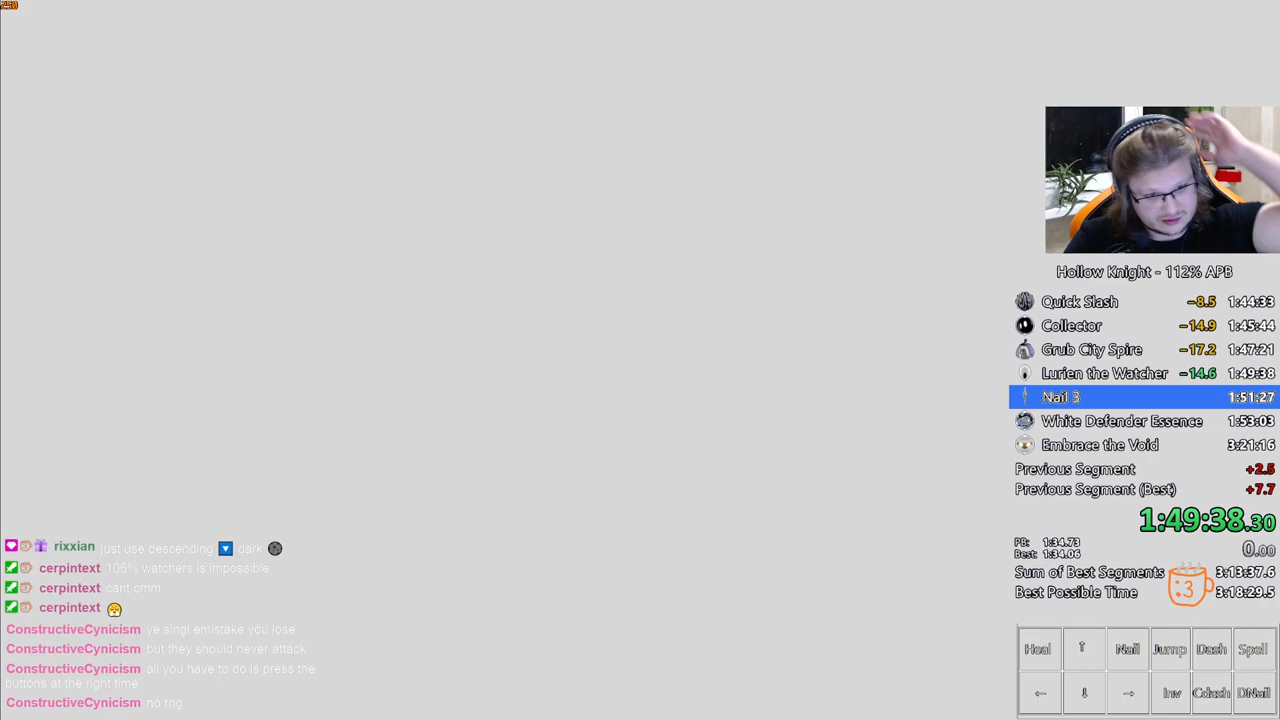 250
Hollow Knight - 112% APB
Quick Slash -8.5 1:44:33
Collector -14.9 1:45:44
Grub City Spire -17.2 1:47:21
Lurien the Watcher -14.6 1:49:38
Nail 3 1:51:27
White Defender Essence 1:53:03
Embrace the Void 3:21:16
Previous Segment +2.5
Previous Segment (Best) +7.7
1:49:38.30
PB: 1:34.73 0.00
Best: 1:34.06
Sum of Best Segments 3:13:37.6
Best Possible Time 3:18:29.5
:3
Heal ↑ Nail Jump Dash Spell
← ↓ → Inv Cdash DNail
rixxian just use descending dark
cerpintext 106% watchers is impossible
cerpintext cant cmm
cerpintext
ConstructiveCynicism ye singl emistake you lose
ConstructiveCynicism but they should never attack
ConstructiveCynicism all you have to do is press the
buttons at the right time
ConstructiveCynicism no rng